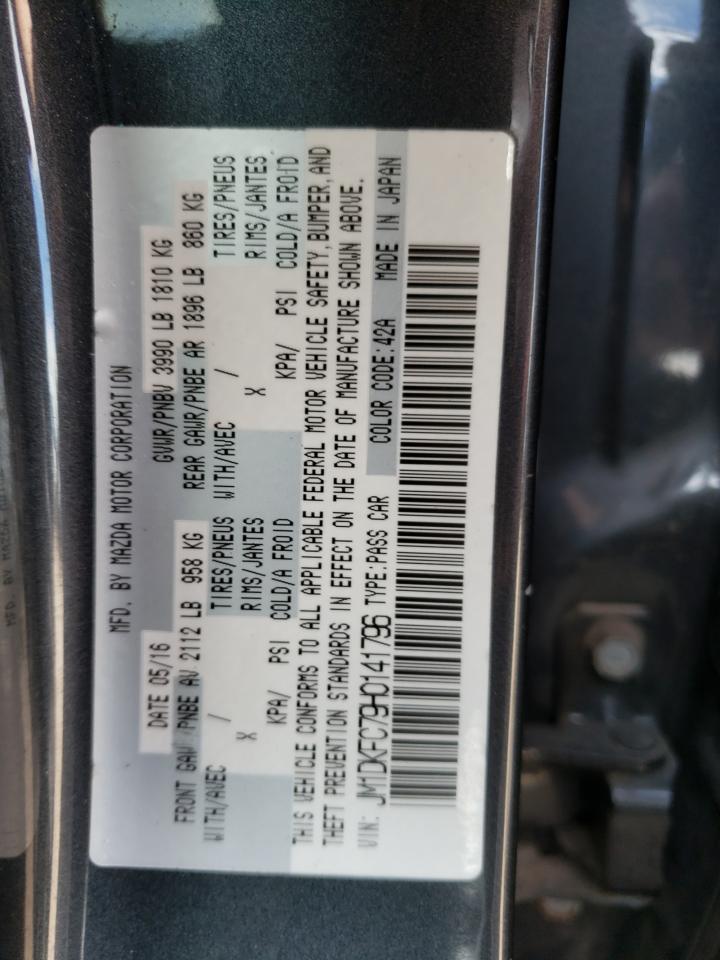 MFD. BY MAZDA MOTOR CORPORATION
DATE 05/16 GVWR/PNBV 3990 LB 1810 KG
FRONT GAW /PNBE AV 2112 LB 958 KG REAR GAWR/PNBE AR 1896 LB 860 KG
WITH/AVEC / TIRES/PNEUS WITH/AVEC / TIRES/PNEUS
X RIMS/JANTES X RIMS/JANTES
KPA/ PSI COLD/A FROID KPA/ PSI COLD/A FROID
THIS VEHICLE CONFORMS TO ALL APPLICABLE FEDERAL MOTOR VEHICLE SAFETY, BUMPER, AND
THEFT PREVENTION STANDARDS IN EFFECT ON THE DATE OF MANUFACTURE SHOWN ABOVE.
VIN: JM1DKFC79H0141796 TYPE:PASS CAR COLOR CODE:42A MADE IN JAPAN